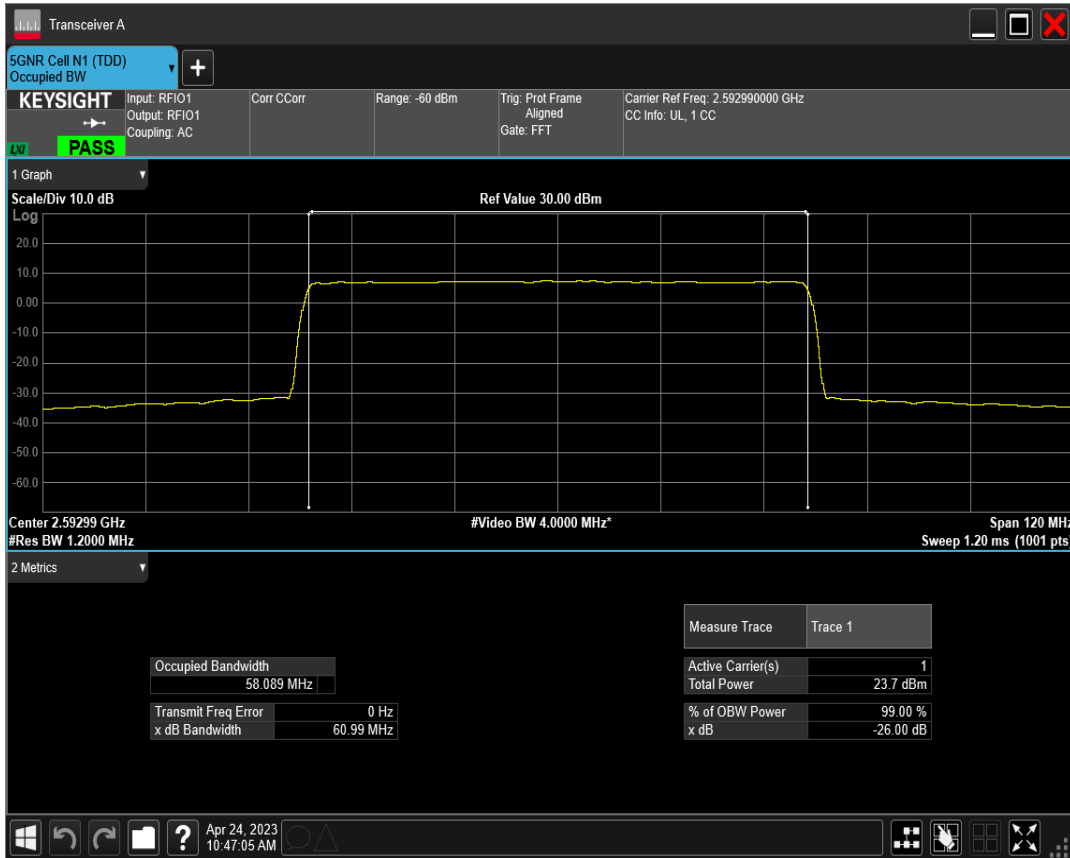 Transceiver A
5GNR Cell N1 (TDD)
Occupied BW
+
KEYSIGHT
LXI
PASS
Input: RFIO1
Output: RFIO1
Coupling: AC
Corr CCorr
Range: -60 dBm
Trig: Prot Frame
Aligned
Gate: FFT
Carrier Ref Freq: 2.592990000 GHz
CC Info: UL, 1 CC
1 Graph
Scale/Div 10.0 dB
Ref Value 30.00 dBm
Log
20.0
10.0
0.00
-10.0
-20.0
-30.0
-40.0
-50.0
-60.0
Center 2.59299 GHz
#Video BW 4.0000 MHz*
Span 120 MHz
#Res BW 1.2000 MHz
Sweep 1.20 ms (1001 pts)
2 Metrics
Measure Trace Trace 1
Occupied Bandwidth
58.089 MHz
Active Carrier(s) 1
Total Power 23.7 dBm
Transmit Freq Error 0 Hz
x dB Bandwidth 60.99 MHz
% of OBW Power 99.00 %
x dB -26.00 dB
?
Apr 24, 2023
10:47:05 AM